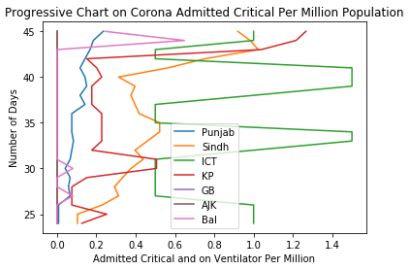 Progressive Chart on Corona Admitted Critical Per Million Population
45
40
35
30
25
Number of Days
Punjab
Sindh
ICT
KP
GB
AJK
Bal
0.0 0.2 0.4 0.6 0.8 1.0 1.2 1.4
Admitted Critical and on Ventilator Per Million